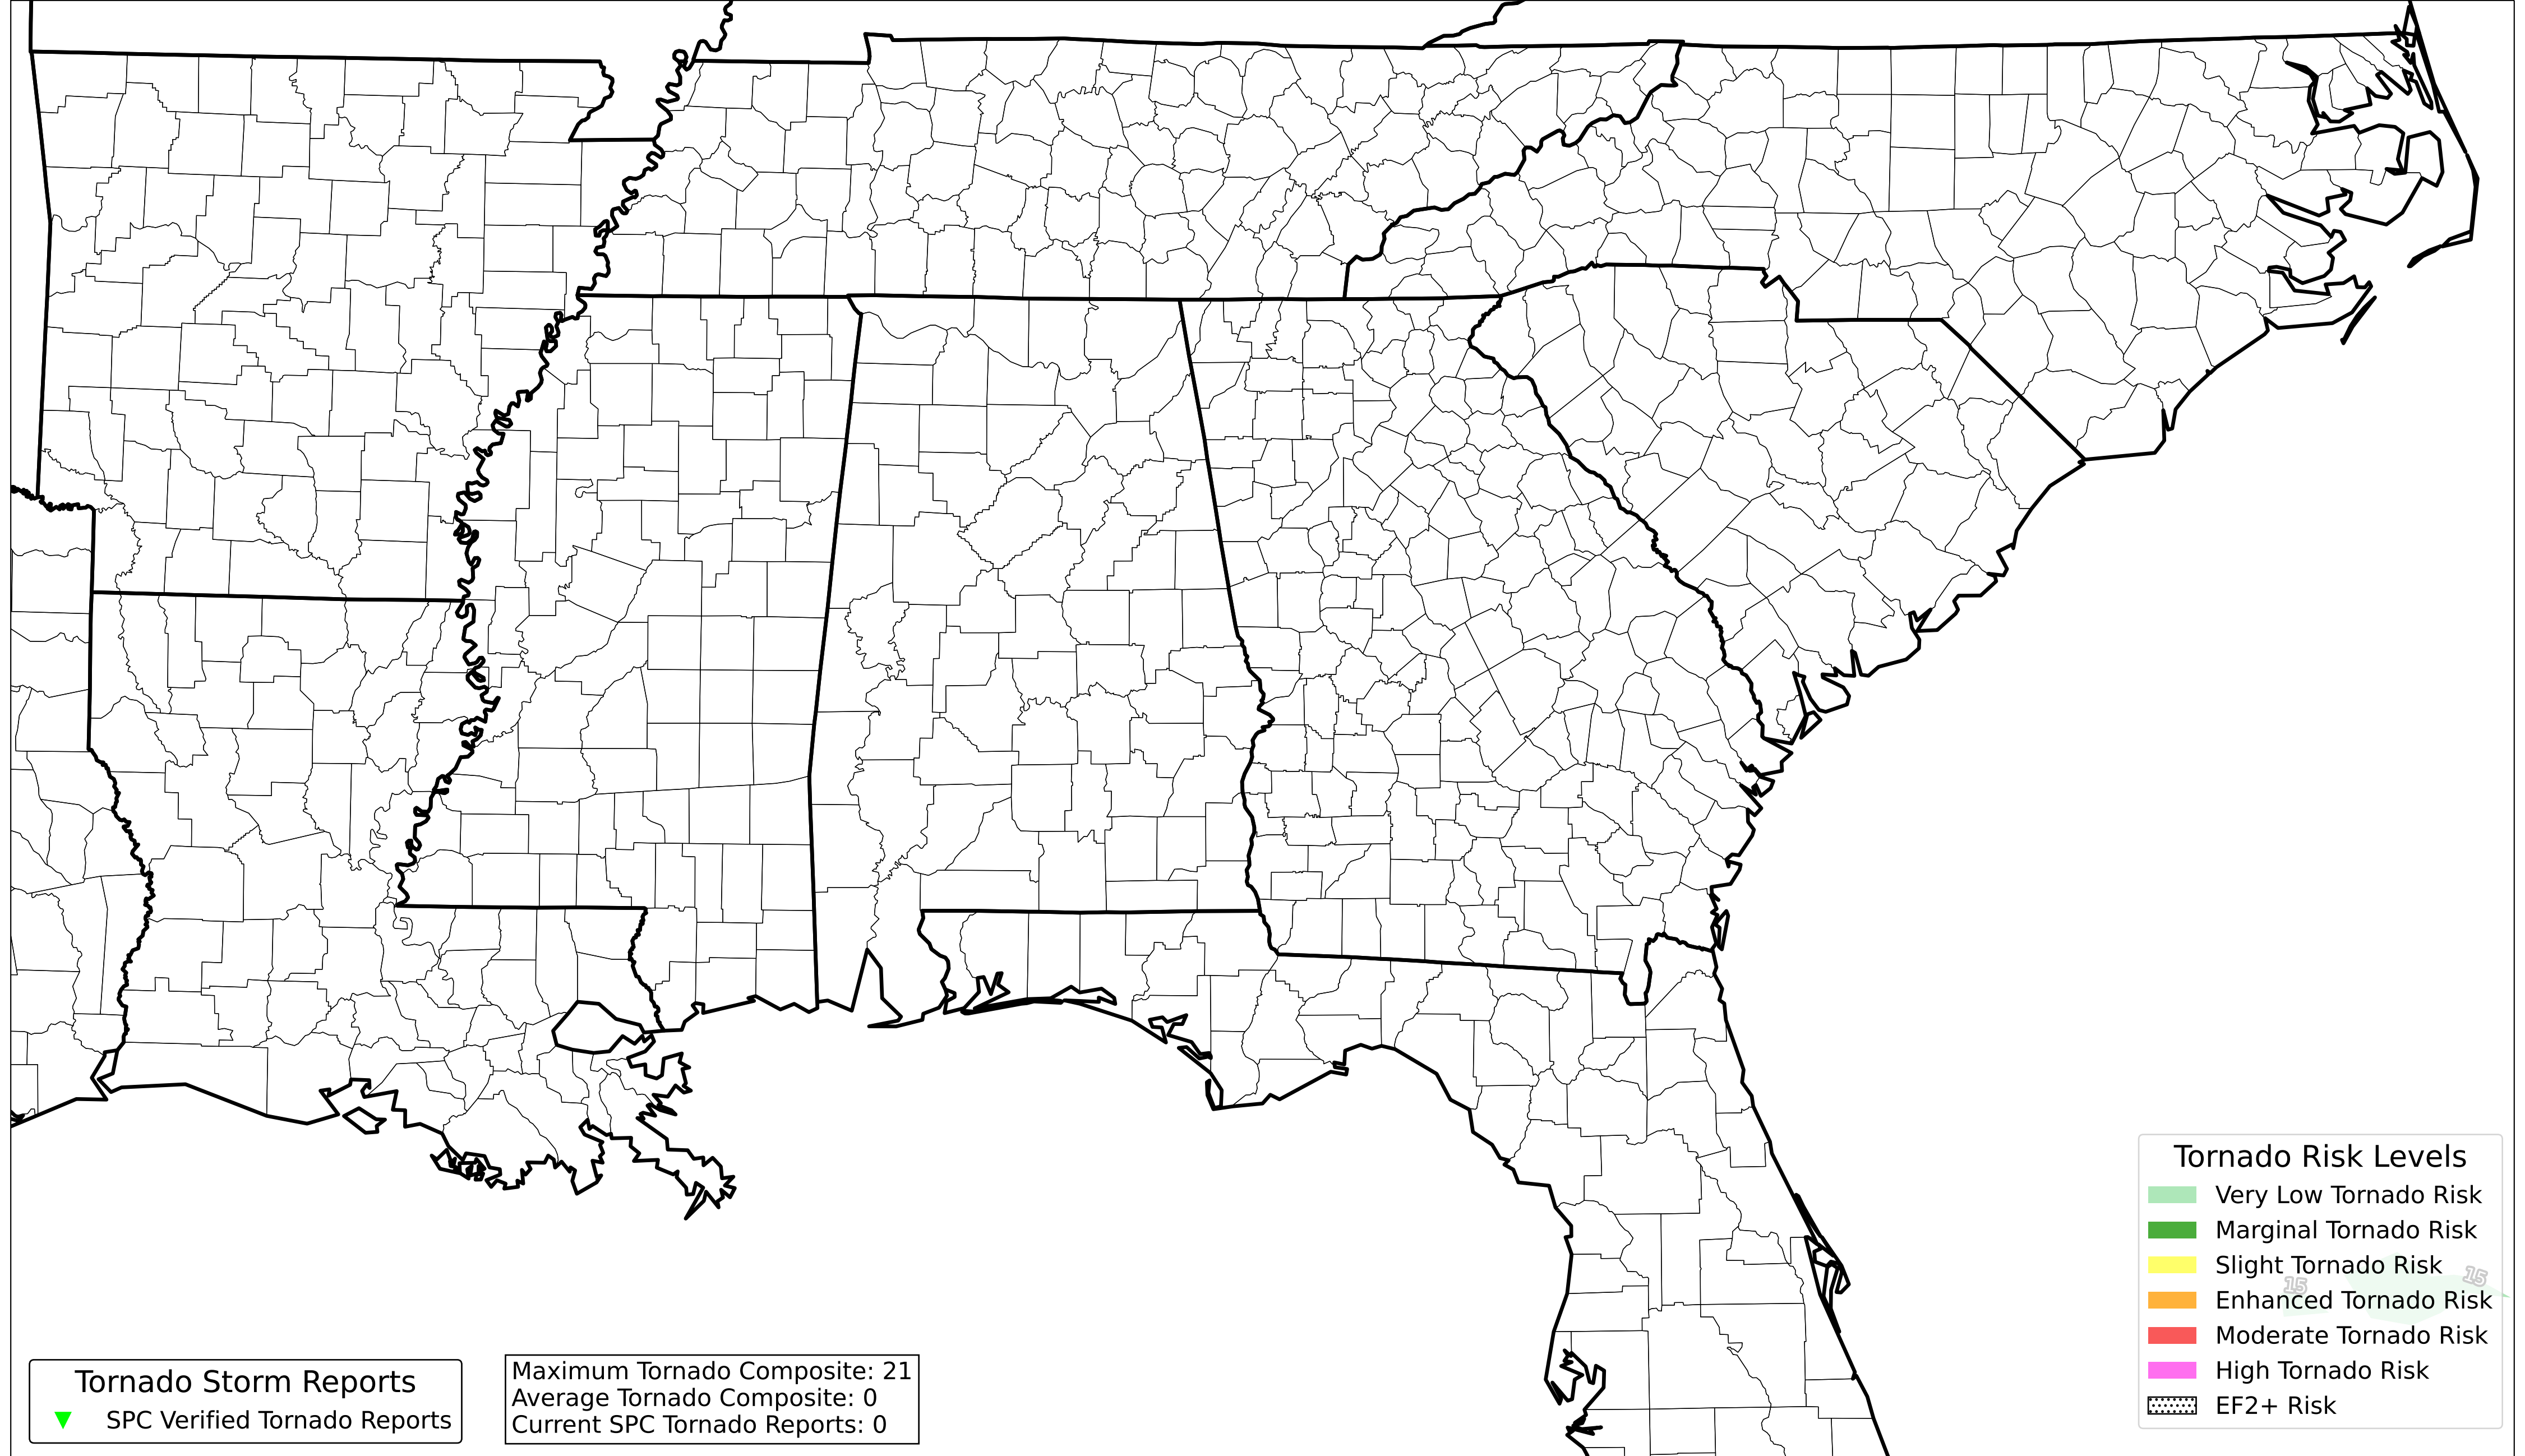 Tornado Storm Reports
SPC Verified Tornado Reports
Maximum Tornado Composite: 21
Average Tornado Composite: 0
Current SPC Tornado Reports: 0
Tornado Risk Levels
Very Low Tornado Risk
Marginal Tornado Risk
Slight Tornado Risk
15
15
Enhanced Tornado Risk
Moderate Tornado Risk
High Tornado Risk
EF2+ Risk